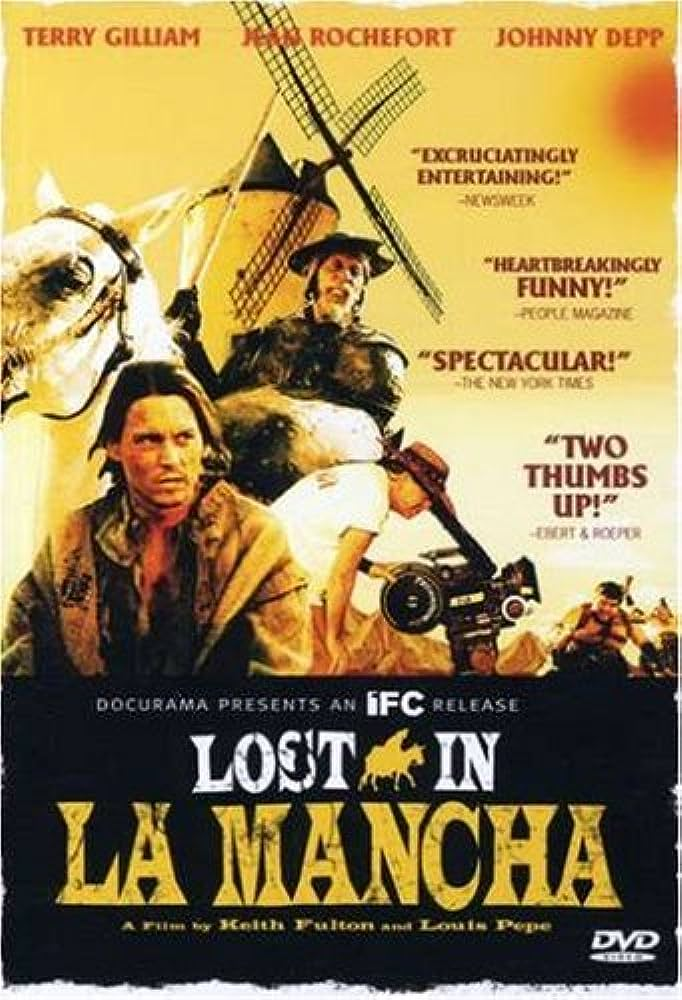 TERRY GILLIAM JEAN ROCHEFORT JOHNNY DEPP
"EXCRUCIATINGLY
ENTERTAINING!"
–NEWSWEEK
"HEARTBREAKINGLY
FUNNY!"
–PEOPLE MAGAZINE
"SPECTACULAR!"
–THE NEW YORK TIMES
"TWO
THUMBS
UP!"
–EBERT & ROEPER
DOCURAMA PRESENTS AN iFC RELEASE
LOST IN
LA MANCHA
A Film by Keith Fulton and Louis Pepe
DVD
VIDEO